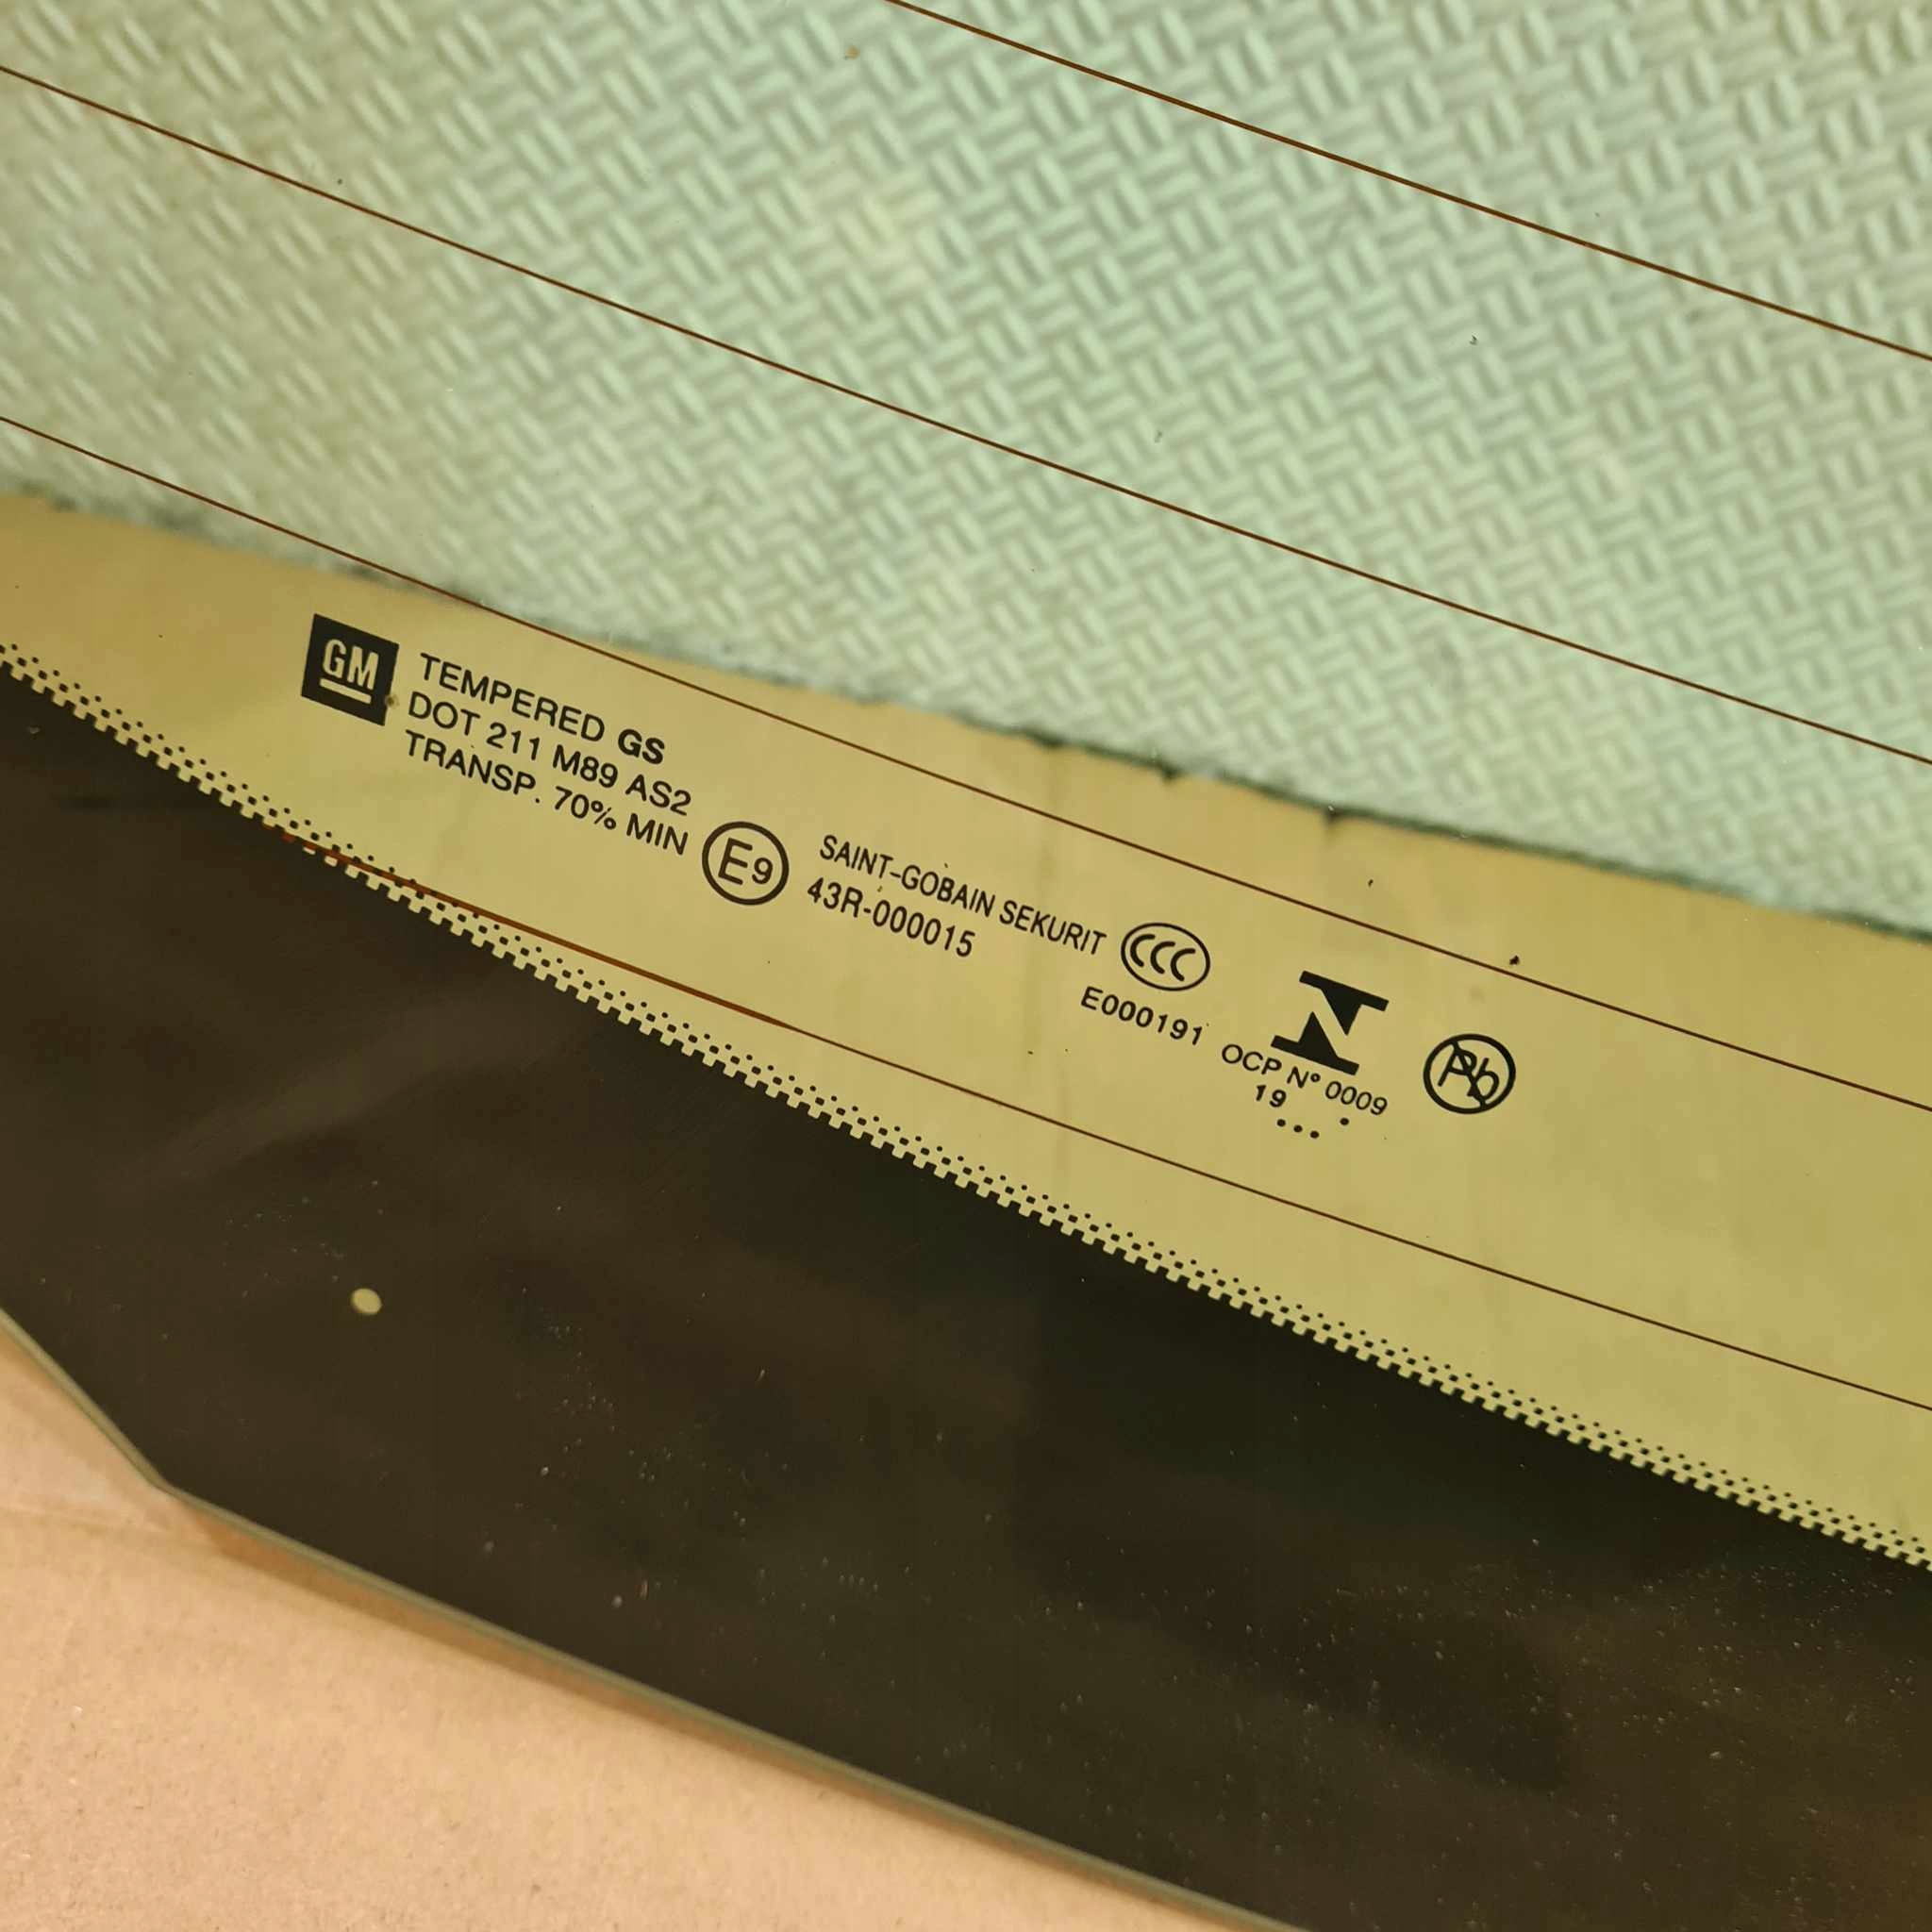 GM
TEMPERED GS
DOT 211 M89 AS2
TRANSP. 70% MIN
E9
SAINT-GOBAIN SEKURIT
43R-000015
CCC
E000191
N
OCP Nº 0009
19
Pb